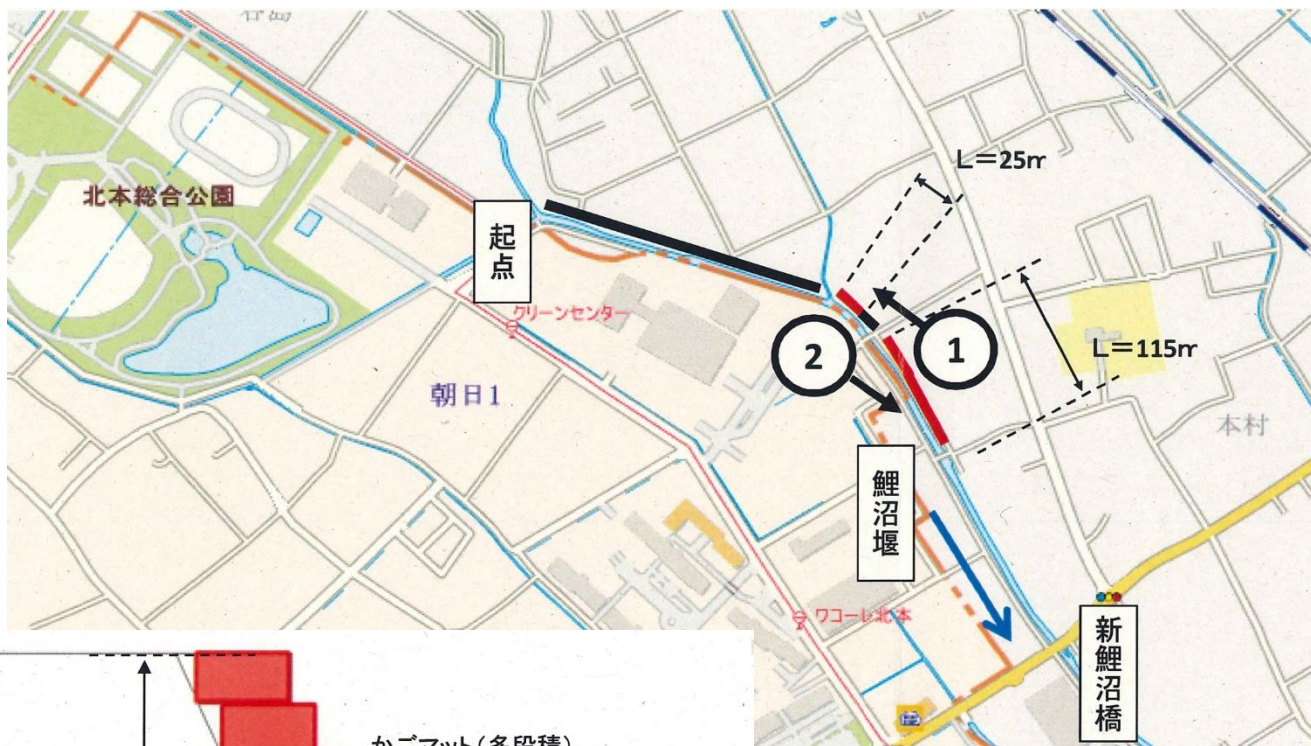 北本総合公園
起点
クリーンセンター
朝日1
L=25m
L=115m
1
2
本村
鯉沼堰
ワコーレ北本
新鯉沼橋
かごマット(多段積)